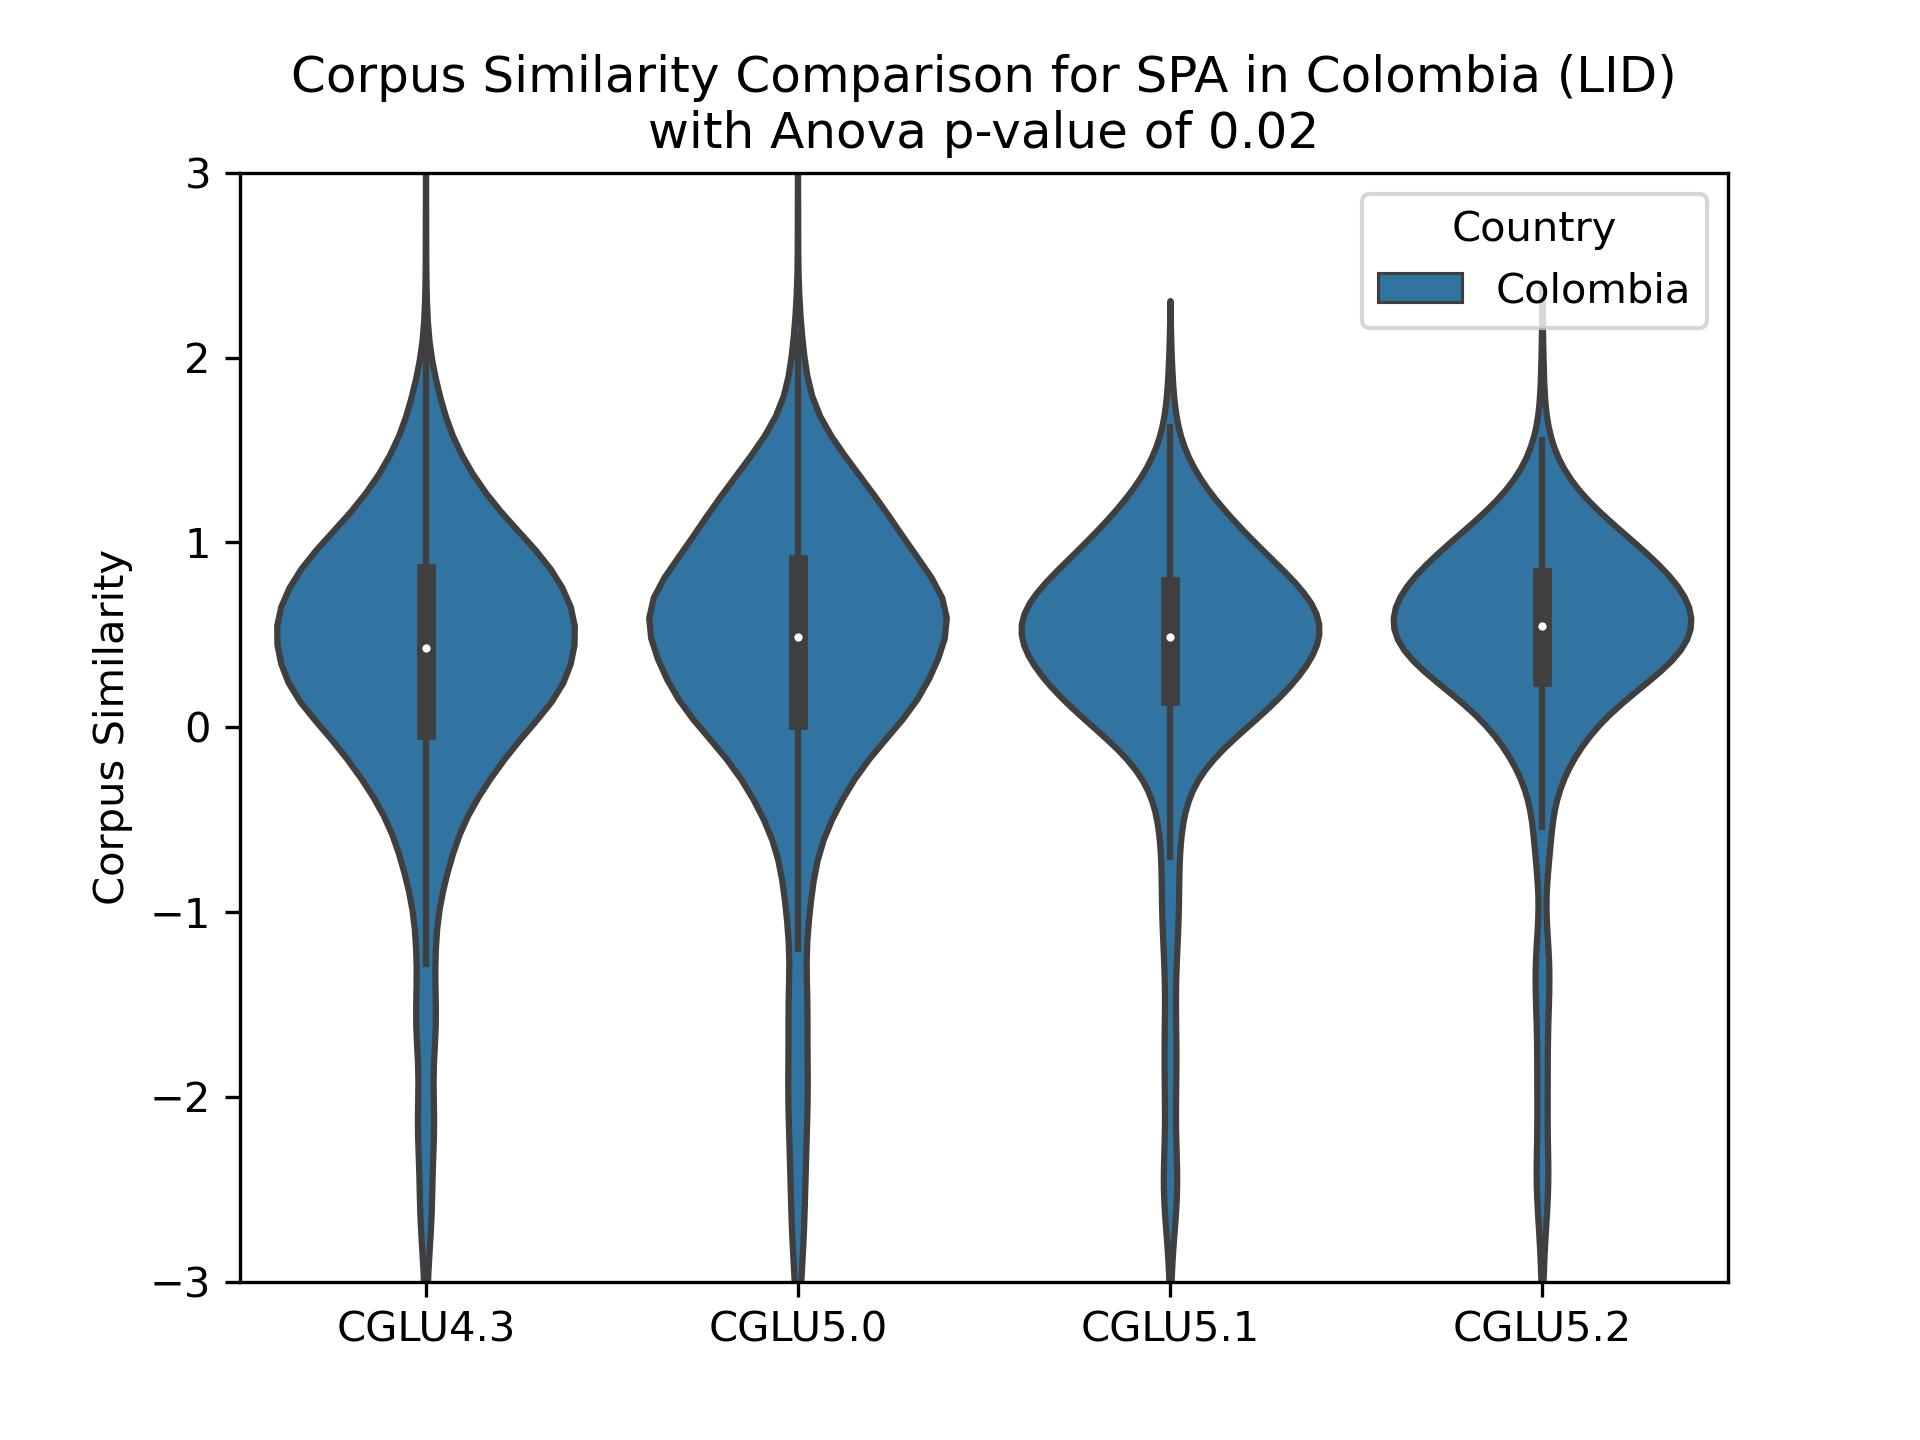 Corpus Similarity Comparison for SPA in Colombia (LID)
with Anova p-value of 0.02
Country
Colombia
Corpus Similarity
3
2
1
0
−1
−2
−3
CGLU4.3
CGLU5.0
CGLU5.1
CGLU5.2